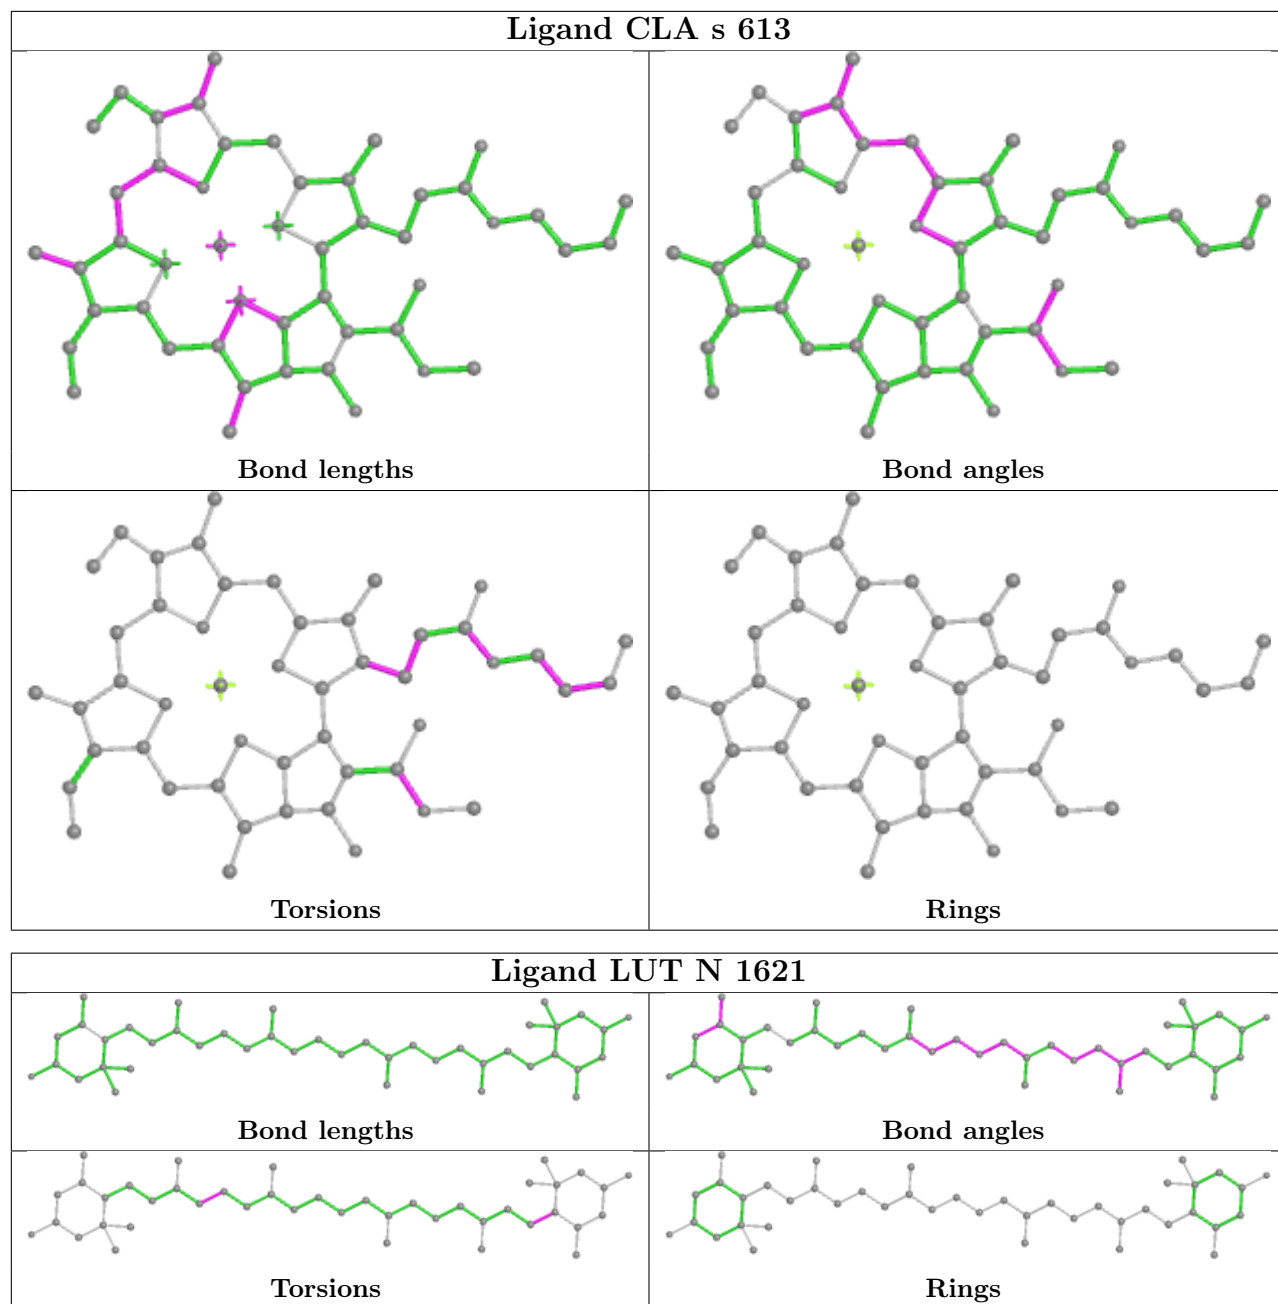 Ligand CLA s 613
Bond lengths
Bond angles
Torsions
Rings
Ligand LUT N 1621
Bond lengths
Bond angles
Torsions
Rings